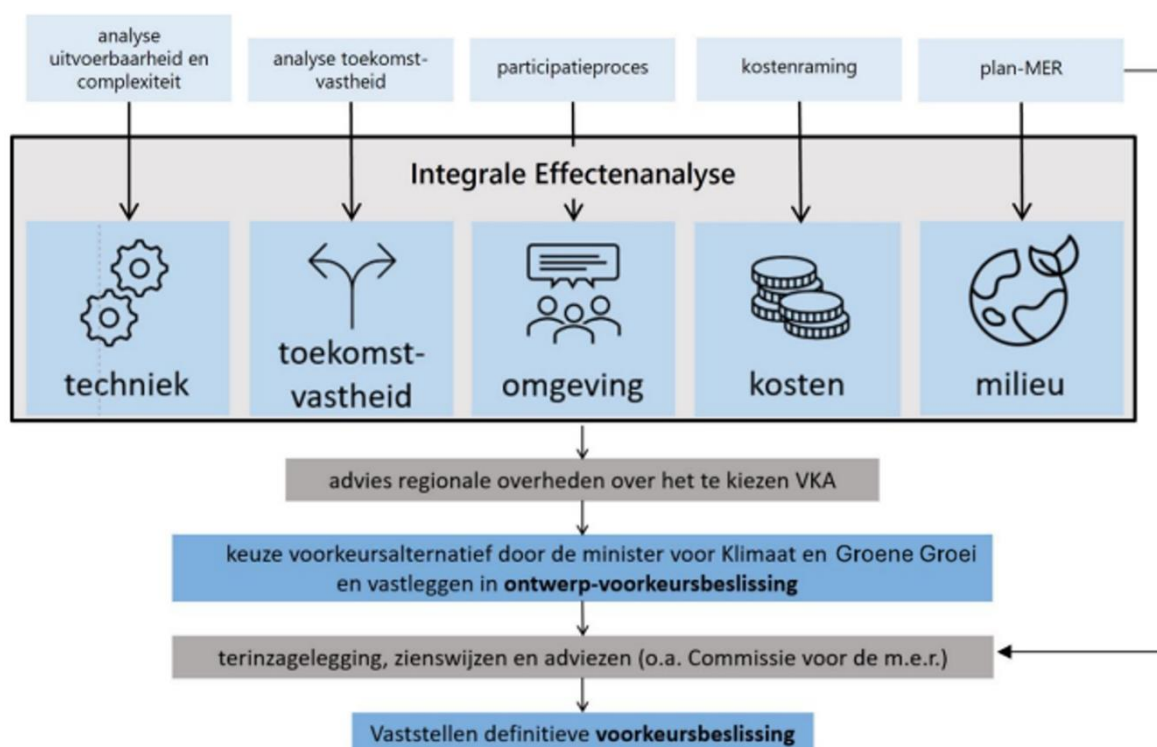 analyse
uitvoerbaarheid en
complexiteit
analyse toekomst-
vastheid
participatieproces
kostenraming
plan-MER
Integrale Effectenanalyse
techniek
toekomst-
vastheid
omgeving
kosten
milieu
advies regionale overheden over het te kiezen VKA
keuze voorkeursalternatief door de minister voor Klimaat en Groene Groei
en vastleggen in ontwerp-voorkeursbeslissing
terinzagelegging, zienswijzen en adviezen (o.a. Commissie voor de m.e.r.)
Vaststellen definitieve voorkeursbeslissing